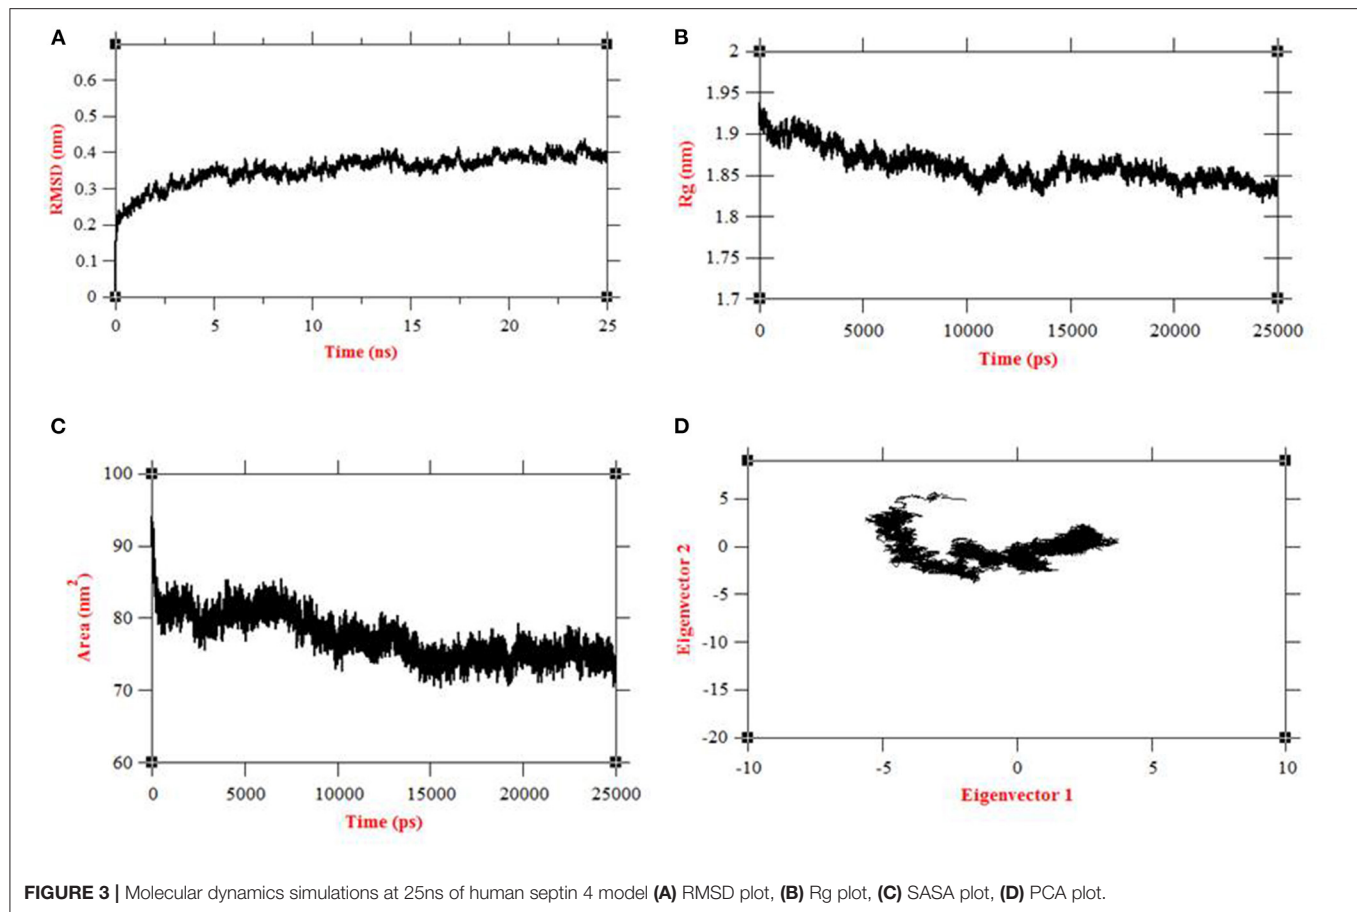 A
0.6
0.5
0.4
0.3
0.2
0.1
0
RMSD (nm)
0 5 10 15 20 25
Time (ns)
B
2
1.95
1.9
1.85
1.8
1.75
1.7
Rg (nm)
0 5000 10000 15000 20000 25000
Time (ps)
C
100
90
80
70
60
Area (nm²)
0 5000 10000 15000 20000 25000
Time (ps)
D
5
0
-5
-10
-15
-20
Eigenvector 2
-10 -5 0 5 10
Eigenvector 1
FIGURE 3 | Molecular dynamics simulations at 25ns of human septin 4 model (A) RMSD plot, (B) Rg plot, (C) SASA plot, (D) PCA plot.